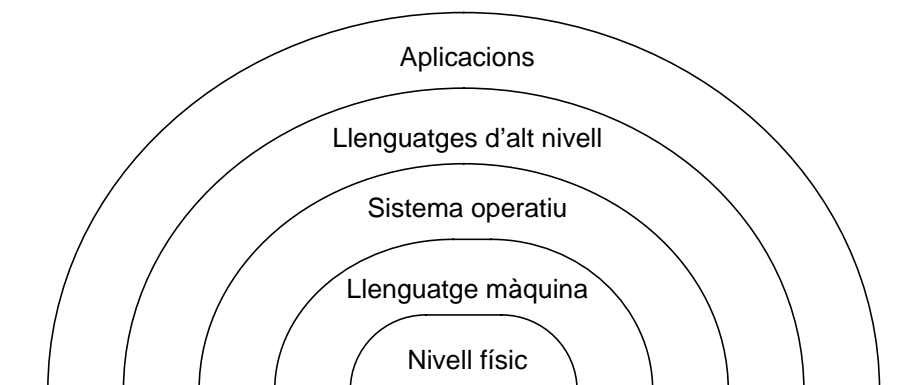 Aplicacions
Llenguatges d’alt nivell
Sistema operatiu
Llenguatge màquina
Nivell físic